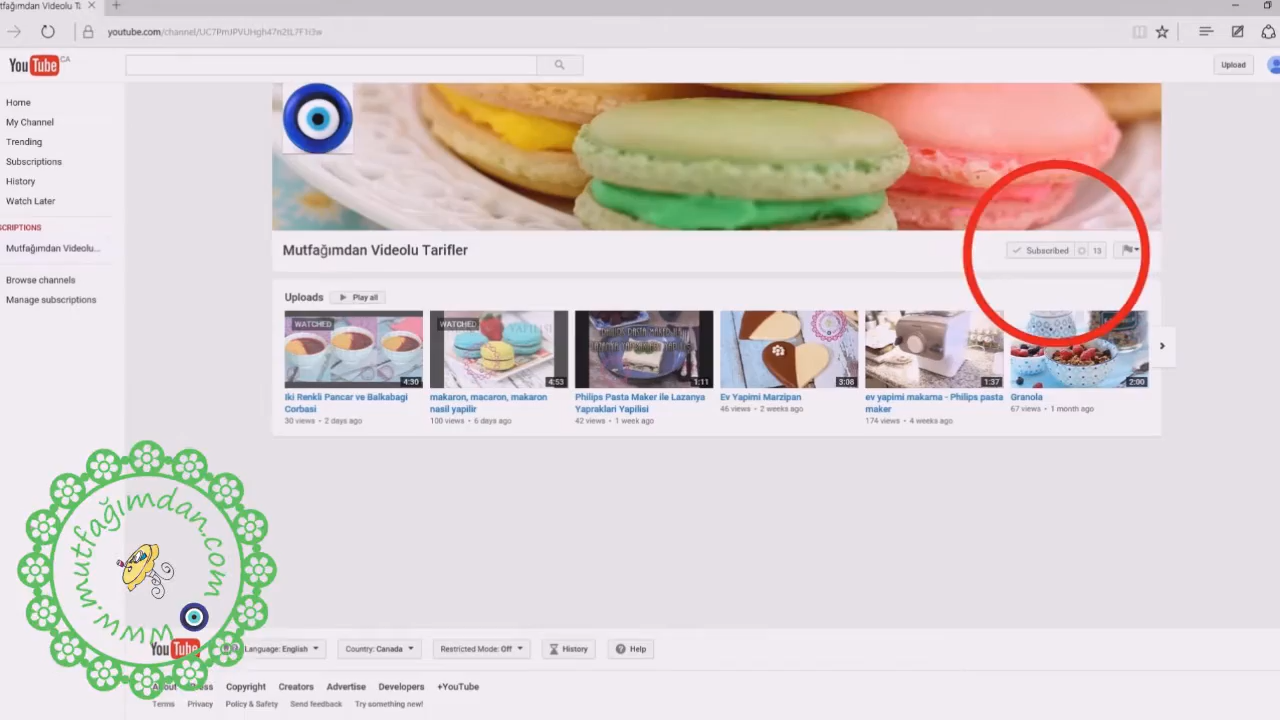 mutfağımdan Videolu Ta
youtube.com/channel/
YouTube CA
Upload
Home
My Channel
Trending
Subscriptions
History
Watch Later
SCRIPTIONS
Mutfağımdan Videolu...
Browse channels
Manage subscriptions
Mutfağımdan Videolu Tarifler
Subscribed 13
Uploads Play all
WATCHED
4:30
Iki Renkli Pancar ve Balkabagi
Corbasi
30 views • 2 days ago
WATCHED
YAPILISI
4:53
makaron, macaron, makaron
nasil yapilir
100 views • 6 days ago
1:11
Philips Pasta Maker ile Lazanya
Yapraklari Yapilisi
42 views • 1 week ago
3:08
Ev Yapimi Marzipan
46 views • 2 weeks ago
1:37
ev yapimi makarna - Philips pasta
maker
174 views • 4 weeks ago
2:00
Granola
67 views • 1 month ago
www.mutfağımdan.com
YouTube
Language: English
Country: Canada
Restricted Mode: Off
History
Help
About Press Copyright Creators Advertise Developers +YouTube
Terms Privacy Policy & Safety Send feedback Try something new!